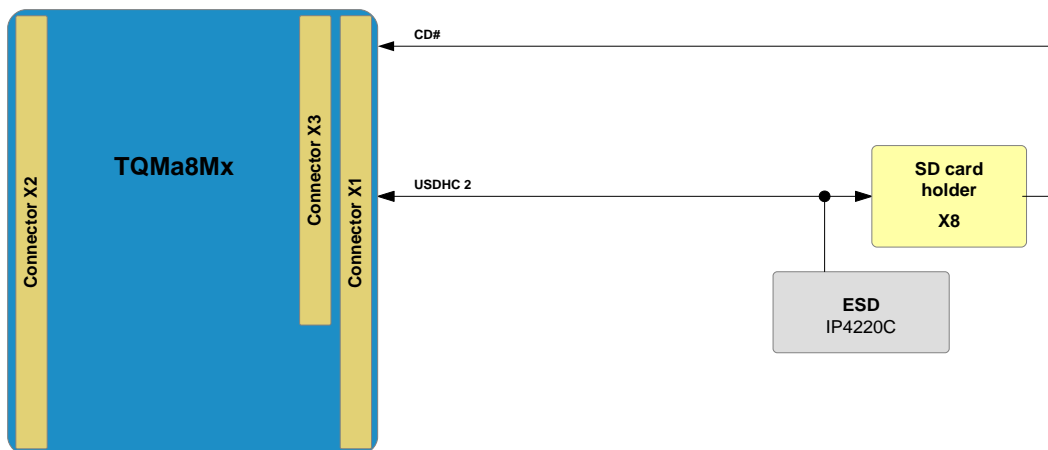 CD#
TQMa8Mx
Connector X2
Connector X3
Connector X1
USDHC 2
SD card
holder
X8
ESD
IP4220C